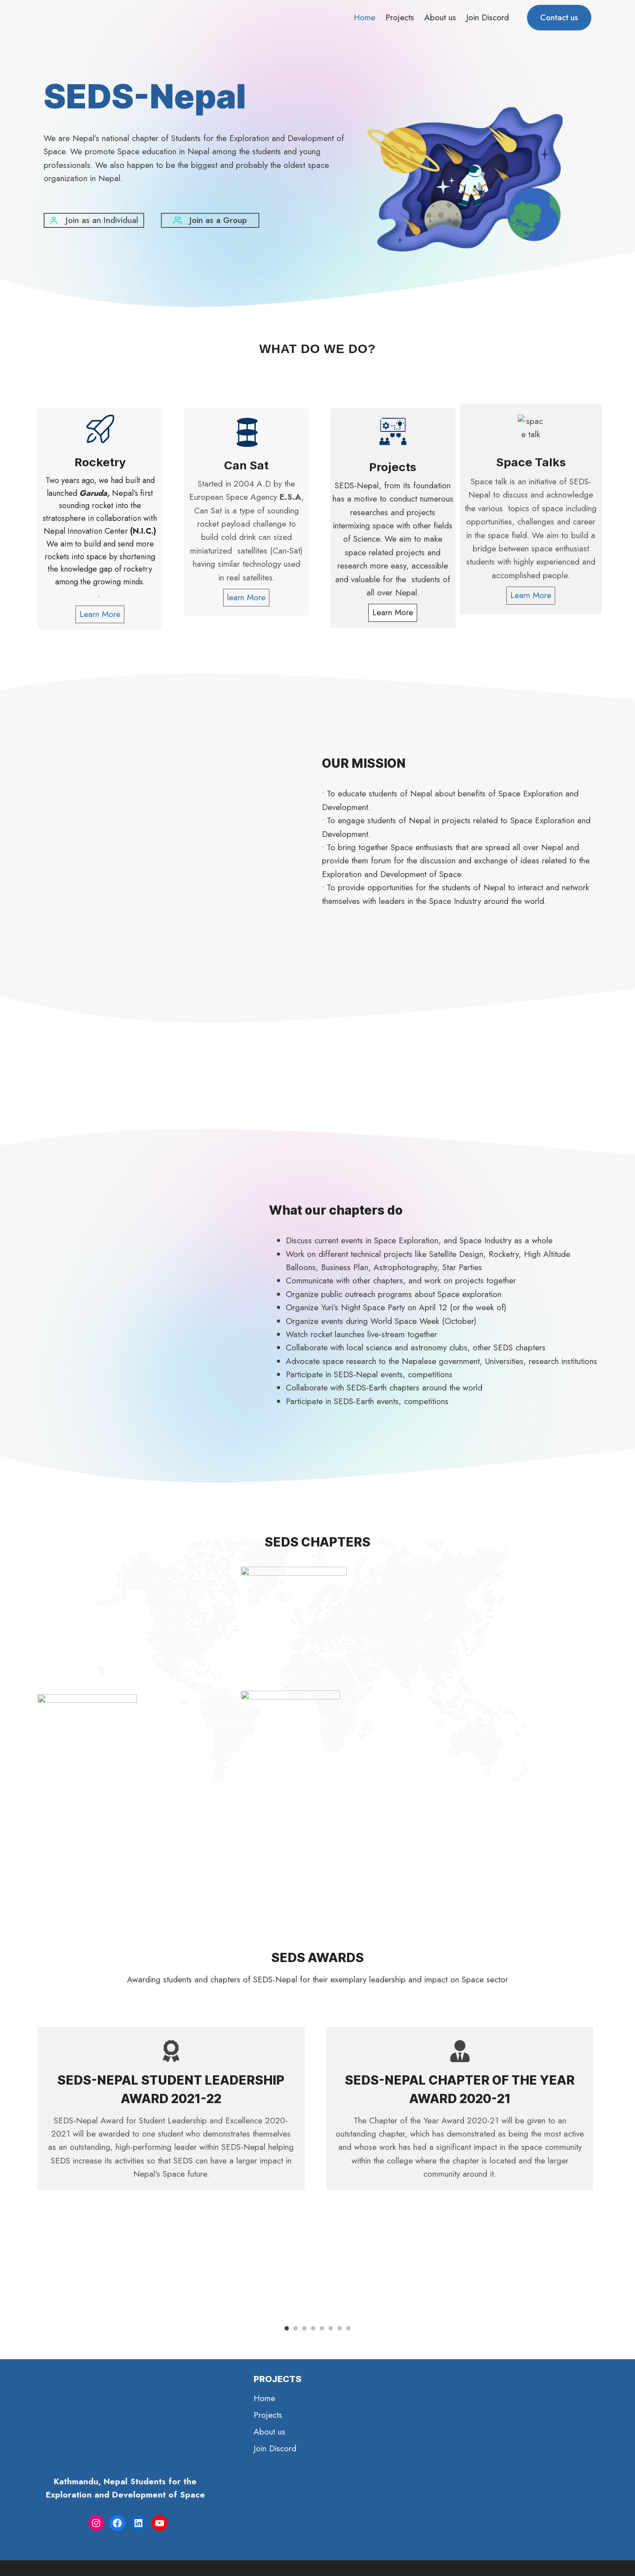 Home Projects About us Join Discord Contact us
SEDS-Nepal
We are Nepal's national chapter of Students for the Exploration and Development of
Space. We promote Space education in Nepal among the students and young
professionals. We also happen to be the biggest and probably the oldest space
organization in Nepal.
Join as an Individual Join as a Group
WHAT DO WE DO?
Rocketry
Two years ago, we had built and
launched Garuda, Nepal's first
sounding rocket into the
stratosphere in collaboration with
Nepal Innovation Center (N.I.C.)
We aim to build and send more
rockets into space by shortening
the knowledge gap of rocketry
among the growing minds.
.
Learn More
Can Sat
Started in 2004 A.D by the
European Space Agency E.S.A,
Can Sat is a type of sounding
rocket payload challenge to
build cold drink can sized
miniaturized satellites (Can-Sat)
having similar technology used
in real satellites.
learn More
Projects
SEDS-Nepal, from its foundation
has a motive to conduct numerous
researches and projects
intermixing space with other fields
of Science. We aim to make
space related projects and
research more easy, accessible
and valuable for the students of
all over Nepal.
Learn More
spac
e talk
Space Talks
Space talk is an initiative of SEDS-
Nepal to discuss and acknowledge
the various topics of space including
opportunities, challenges and career
in the space field. We aim to build a
bridge between space enthusiast
students with highly experienced and
accomplished people.
Learn More
OUR MISSION
· To educate students of Nepal about benefits of Space Exploration and
Development.
· To engage students of Nepal in projects related to Space Exploration and
Development.
· To bring together Space enthusiasts that are spread all over Nepal and
provide them forum for the discussion and exchange of ideas related to the
Exploration and Development of Space.
· To provide opportunities for the students of Nepal to interact and network
themselves with leaders in the Space Industry around the world.
What our chapters do
• Discuss current events in Space Exploration, and Space Industry as a whole
• Work on different technical projects like Satellite Design, Rocketry, High Altitude
Balloons, Business Plan, Astrophotography, Star Parties
• Communicate with other chapters, and work on projects together
• Organize public outreach programs about Space exploration
• Organize Yuri's Night Space Party on April 12 (or the week of)
• Organize events during World Space Week (October)
• Watch rocket launches live-stream together
• Collaborate with local science and astronomy clubs, other SEDS chapters
• Advocate space research to the Nepalese government, Universities, research institutions
• Participate in SEDS-Nepal events, competitions
• Collaborate with SEDS-Earth chapters around the world
• Participate in SEDS-Earth events, competitions
SEDS CHAPTERS
SEDS AWARDS
Awarding students and chapters of SEDS-Nepal for their exemplary leadership and impact on Space sector
SEDS-NEPAL STUDENT LEADERSHIP
AWARD 2021-22
SEDS-Nepal Award for Student Leadership and Excellence 2020-
2021 will be awarded to one student who demonstrates themselves
as an outstanding, high-performing leader within SEDS-Nepal helping
SEDS increase its activities so that SEDS can have a larger impact in
Nepal's Space future.
SEDS-NEPAL CHAPTER OF THE YEAR
AWARD 2020-21
The Chapter of the Year Award 2020-21 will be given to an
outstanding chapter, which has demonstrated as being the most active
and whose work has had a significant impact in the space community
within the college where the chapter is located and the larger
community around it.
PROJECTS
Home
Projects
About us
Join Discord
Kathmandu, Nepal Students for the
Exploration and Development of Space